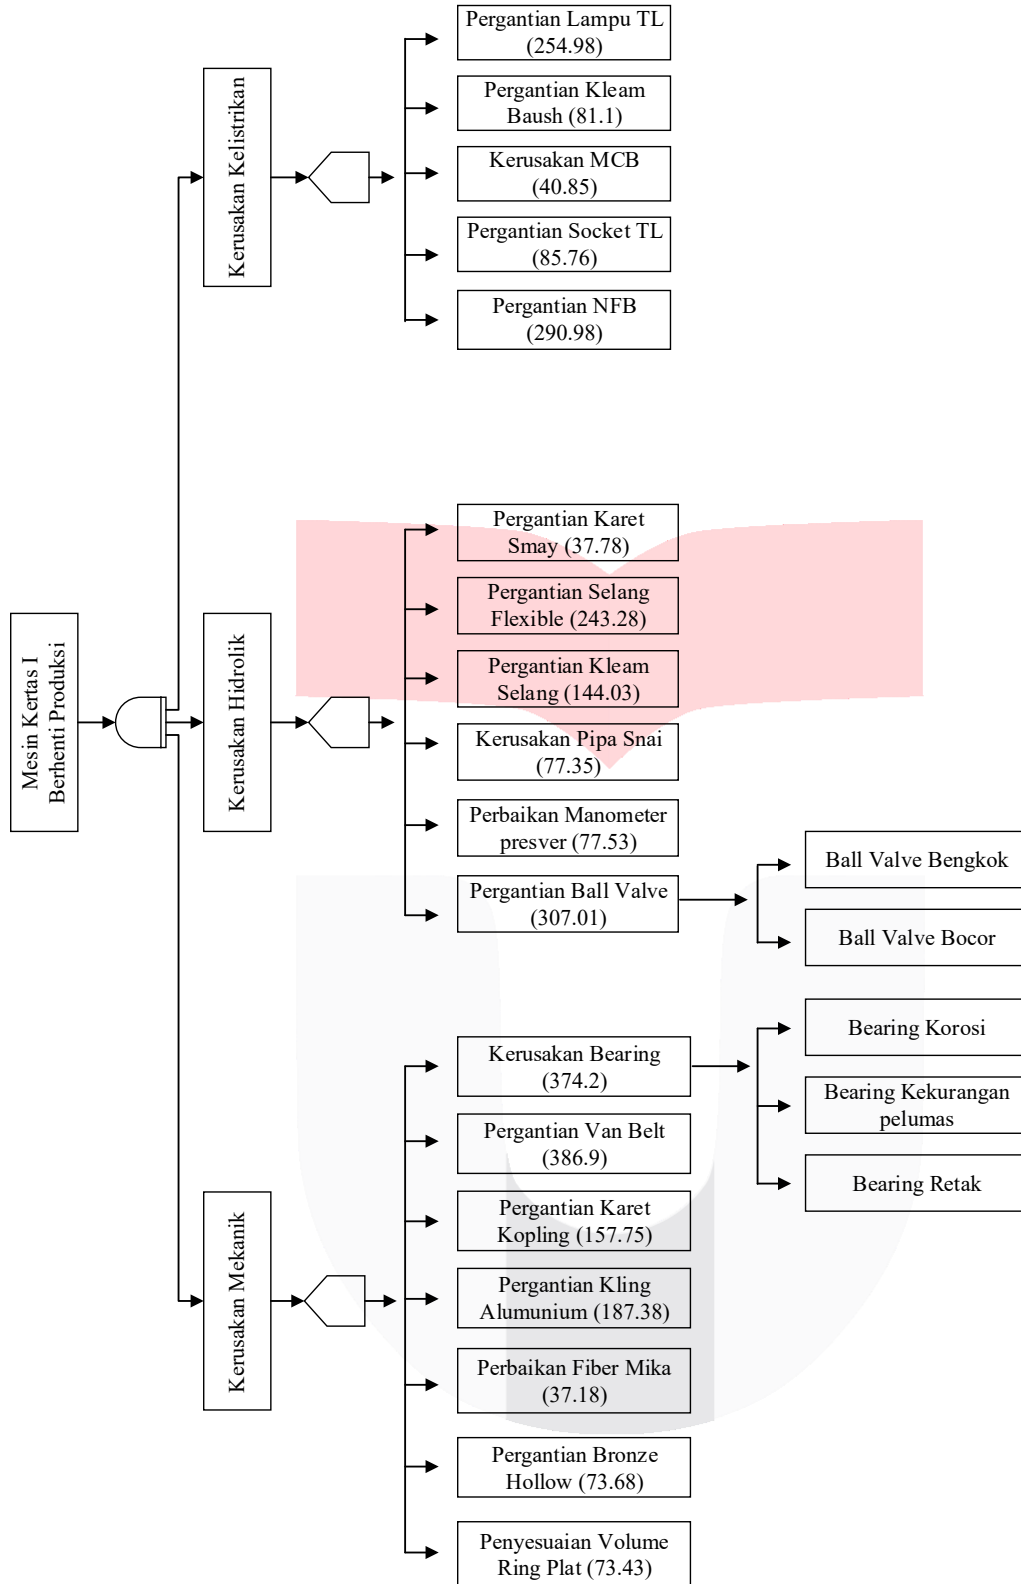 Mesin Kertas I
Berhenti Produksi
Kerusakan Kelistrikan
Pergantian Lampu TL
(254.98)
Pergantian Kleam
Baush (81.1)
Kerusakan MCB
(40.85)
Pergantian Socket TL
(85.76)
Pergantian NFB
(290.98)
Kerusakan Hidrolik
Pergantian Karet
Smay (37.78)
Pergantian Selang
Flexible (243.28)
Pergantian Kleam
Selang (144.03)
Kerusakan Pipa Snai
(77.35)
Perbaikan Manometer
presver (77.53)
Pergantian Ball Valve
(307.01)
Ball Valve Bengkok
Ball Valve Bocor
Kerusakan Mekanik
Kerusakan Bearing
(374.2)
Bearing Korosi
Bearing Kekurangan
pelumas
Bearing Retak
Pergantian Van Belt
(386.9)
Pergantian Karet
Kopling (157.75)
Pergantian Kling
Alumunium (187.38)
Perbaikan Fiber Mika
(37.18)
Pergantian Bronze
Hollow (73.68)
Penyesuaian Volume
Ring Plat (73.43)